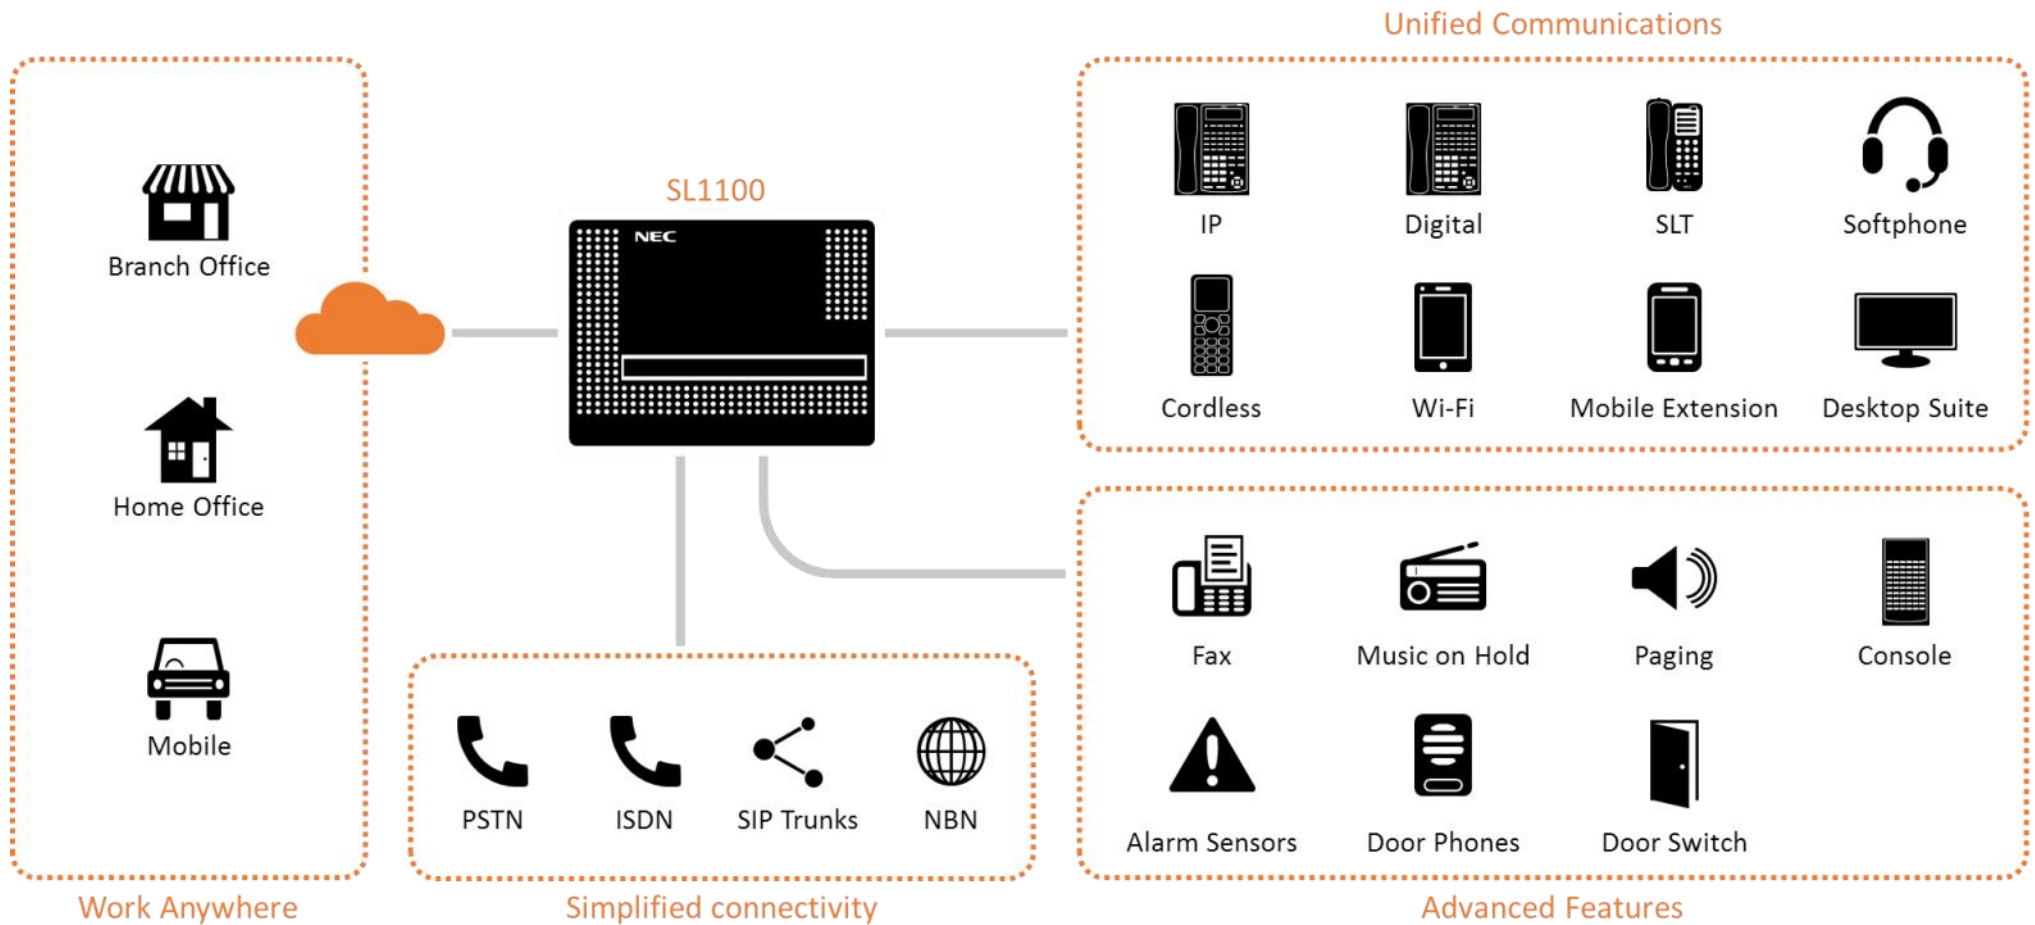 Unified Communications
SL1100
NEC
Branch Office
Home Office
Mobile
Work Anywhere
IP
Digital
SLT
Softphone
Cordless
Wi-Fi
Mobile Extension
Desktop Suite
PSTN
ISDN
SIP Trunks
NBN
Simplified connectivity
Fax
Music on Hold
Paging
Console
Alarm Sensors
Door Phones
Door Switch
Advanced Features